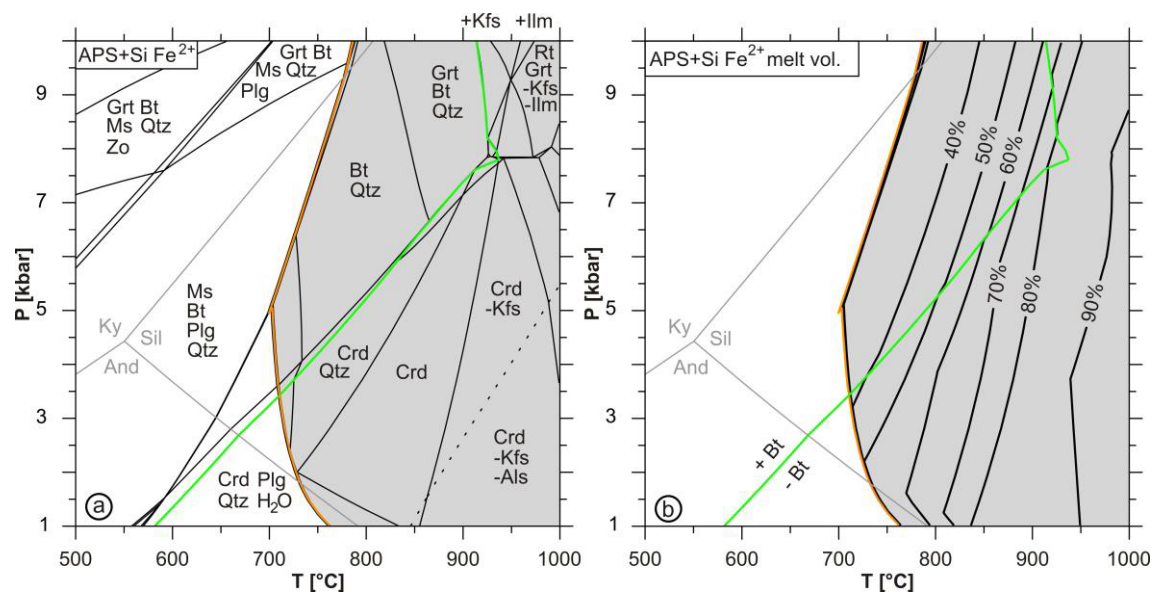 +Kfs +Ilm
APS+Si Fe²⁺
Grt Bt
Ms Qtz
Plg
Grt Bt
Ms Qtz
Zo
Grt
Bt
Qtz
Rt
Grt
-Kfs
-Ilm
Bt
Qtz
Ms
Bt
Plg
Qtz
Ky
Sil
And
Crd
-Kfs
Crd
Qtz
Crd
Crd
-Kfs
-Als
Crd Plg
Qtz H₂O
a
P [kbar]
9
7
5
3
1
500 600 700 800 900 1000
T [°C]
APS+Si Fe²⁺ melt vol.
40%
50%
60%
70%
80%
90%
Ky
Sil
And
+ Bt
- Bt
b
P [kbar]
9
7
5
3
1
500 600 700 800 900 1000
T [°C]